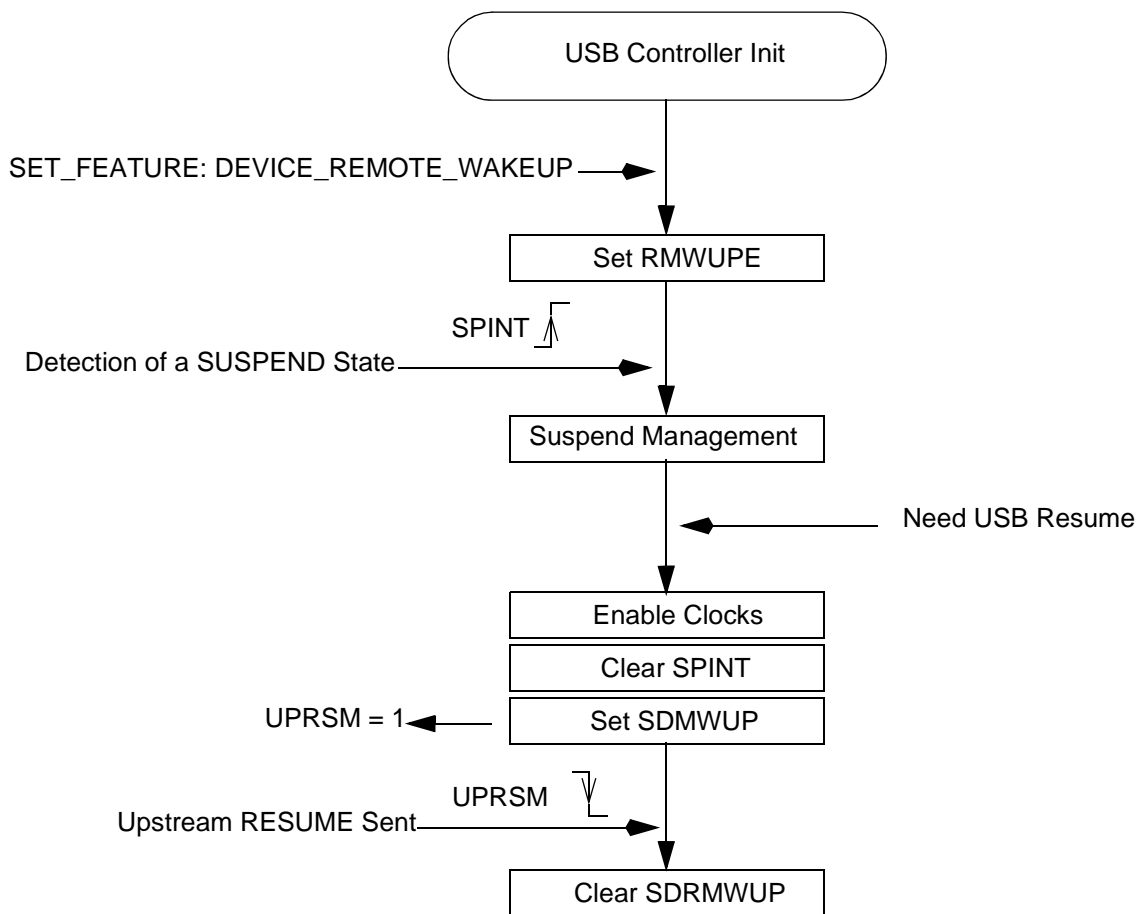 USB Controller Init
SET_FEATURE: DEVICE_REMOTE_WAKEUP
Set RMWUPE
SPINT
Detection of a SUSPEND State
Suspend Management
Need USB Resume
Enable Clocks
Clear SPINT
UPRSM = 1
Set SDMWUP
UPRSM
Upstream RESUME Sent
Clear SDRMWUP